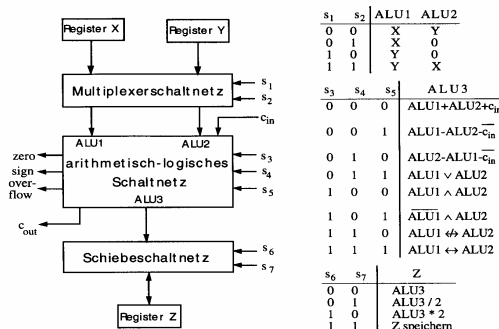 Register X
Register Y
Multiplexerschaltnetz
s1
s2
ALU1
ALU2
cin
arithmetisch-logisches
Schaltnetz
ALU3
zero
sign
over-
flow
cout
s3
s4
s5
Schiebeschaltnetz
s6
s7
Register Z
s1 s2 ALU1 ALU2
0 0 X Y
0 1 X 0
1 0 Y 0
1 1 Y X
s3 s4 s5 ALU3
0 0 0 ALU1+ALU2+cin
0 0 1 ALU1-ALU2-c̅in
0 1 0 ALU2-ALU1-c̅in
0 1 1 ALU1 ∨ ALU2
1 0 0 ALU1 ∧ ALU2
1 0 1 A̅L̅U̅1̅ ∧ ALU2
1 1 0 ALU1 ↮ ALU2
1 1 1 ALU1 ↔ ALU2
s6 s7 Z
0 0 ALU3
0 1 ALU3 / 2
1 0 ALU3 * 2
1 1 Z speichern